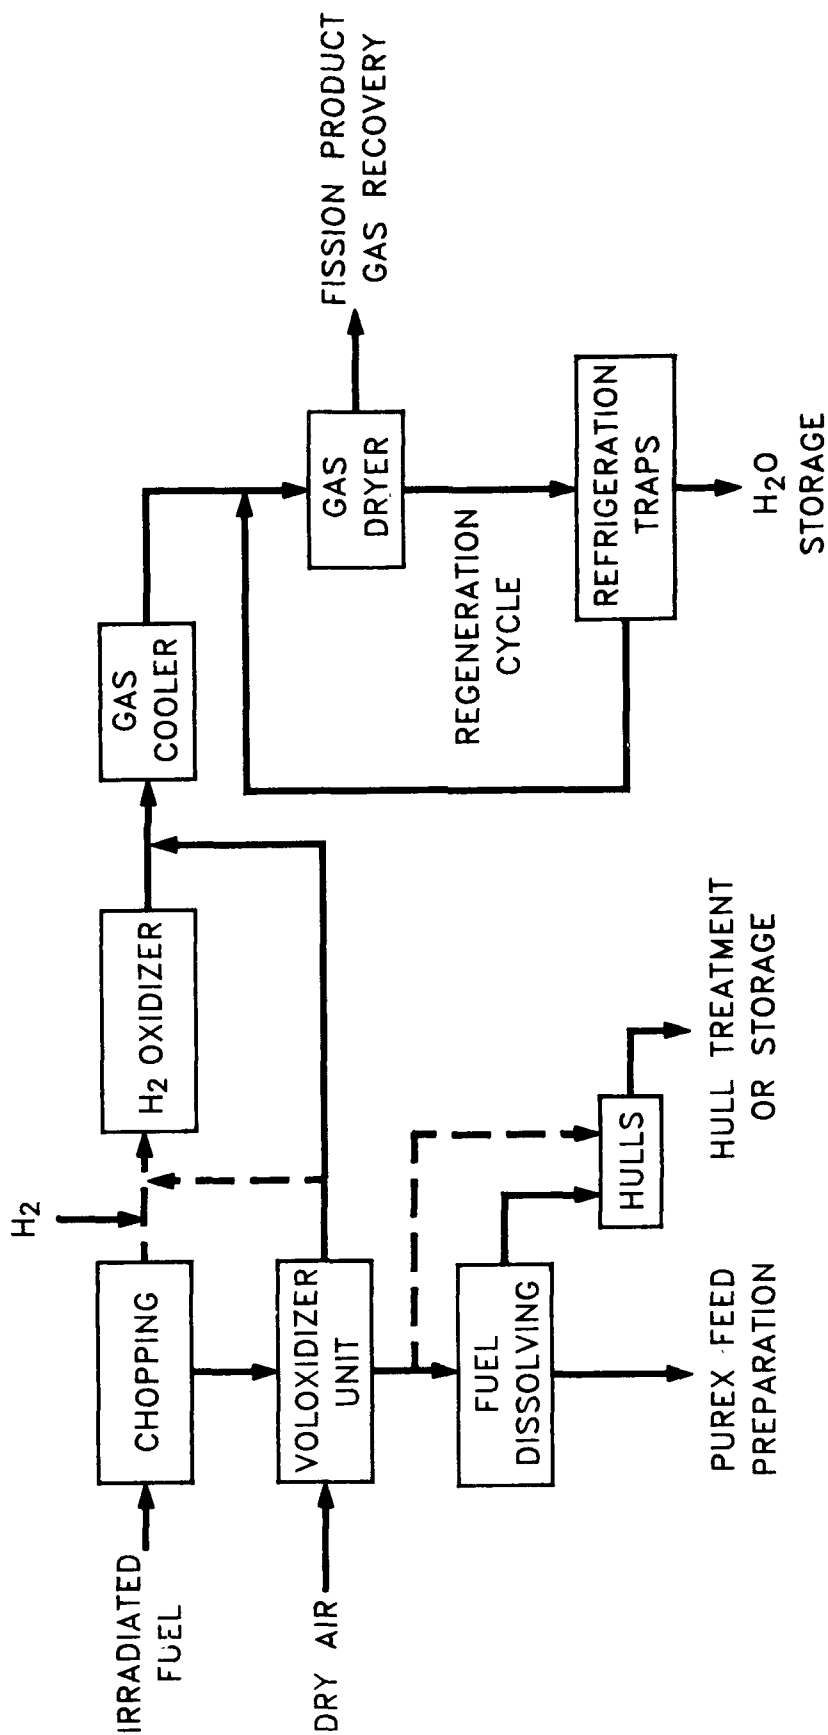 IRRADIATED
FUEL
CHOPPING
H2
H2 OXIDIZER
GAS
COOLER
DRY AIR
VOLOXIDIZER
UNIT
GAS
DRYER
FISSION PRODUCT
GAS RECOVERY
REGENERATION
CYCLE
FUEL
DISSOLVING
HULLS
REFRIGERATION
TRAPS
PUREX FEED
PREPARATION
HULL TREATMENT
OR STORAGE
H2O
STORAGE